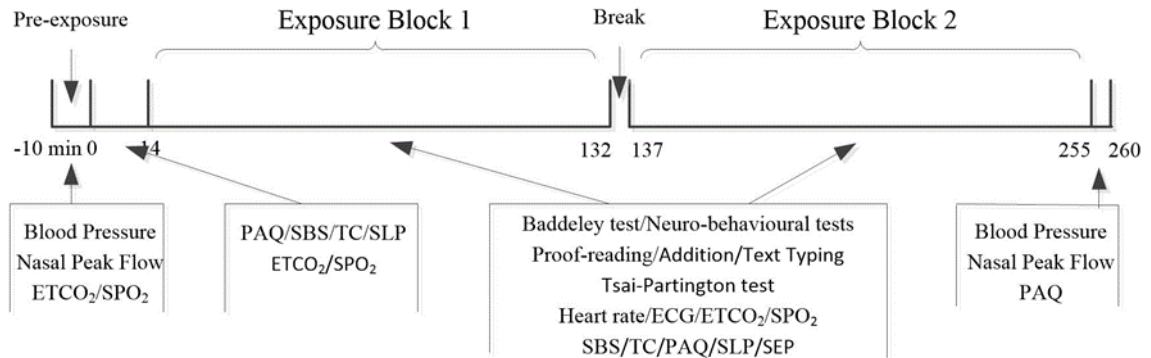 Pre-exposure
Exposure Block 1
Break
Exposure Block 2
-10 min 0 14 132 137 255 260
Blood Pressure
Nasal Peak Flow
ETCO₂/SPO₂
PAQ/SBS/TC/SLP
ETCO₂/SPO₂
Baddeley test/Neuro-behavioural tests
Proof-reading/Addition/Text Typing
Tsai-Partington test
Heart rate/ECG/ETCO₂/SPO₂
SBS/TC/PAQ/SLP/SEP
Blood Pressure
Nasal Peak Flow
PAQ